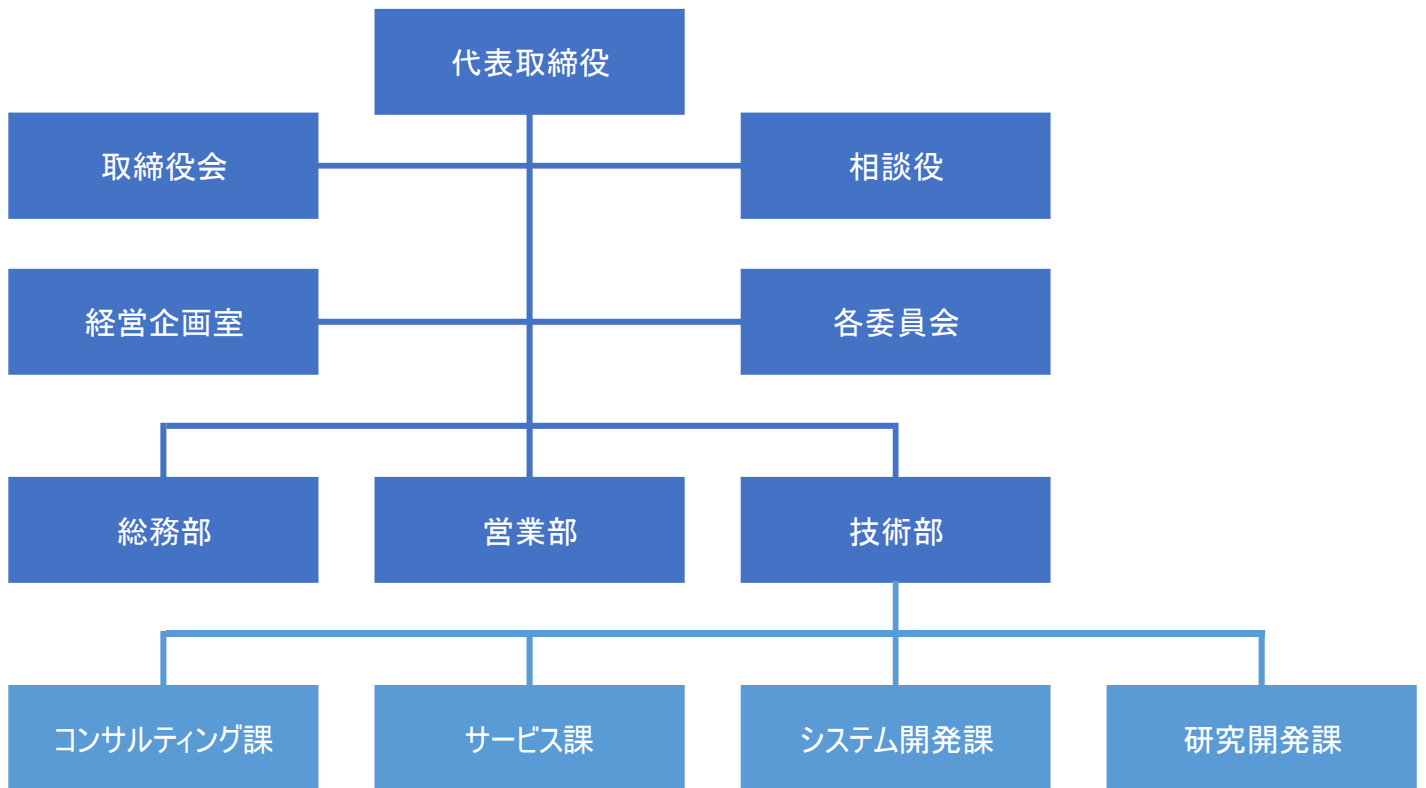 代表取締役
取締役会
相談役
経営企画室
各委員会
総務部
営業部
技術部
コンサルティング課
サービス課
システム開発課
研究開発課